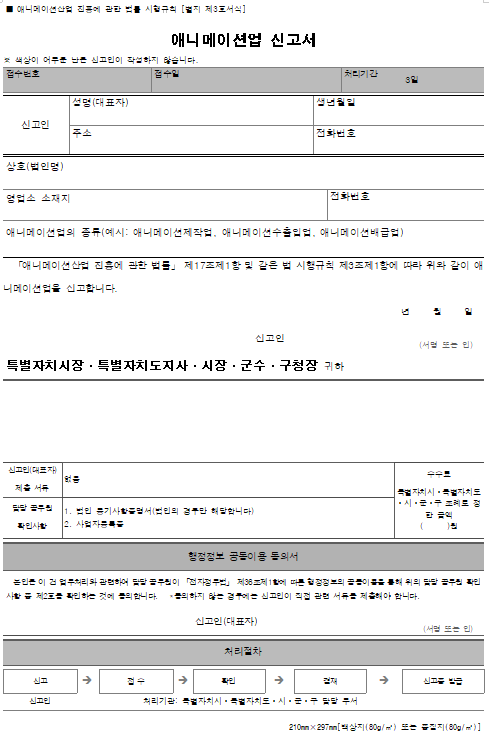 ■ 애니메이션산업 진흥에 관한 법률 시행규칙 [별지 제3호서식]
애니메이션업 신고서
※ 색상이 어두운 난은 신고인이 작성하지 않습니다.
접수번호 접수일 처리기간 3일
신고인 성명(대표자) 생년월일
주소 전화번호
상호(법인명)
영업소 소재지 전화번호
애니메이션업의 종류(예시: 애니메이션제작업, 애니메이션수출입업, 애니메이션배급업)
「애니메이션산업 진흥에 관한 법률」 제17조제1항 및 같은 법 시행규칙 제3조제1항에 따라 위와 같이 애
니메이션업을 신고합니다.
년 월 일
신고인 (서명 또는 인)
특별자치시장·특별자치도지사·시장·군수·구청장 귀하
신고인(대표자)
제출 서류
없음
담당 공무원
확인사항
1. 법인 등기사항증명서(법인의 경우만 해당합니다)
2. 사업자등록증
수수료
특별자치시·특별자치도
·시·군·구 조례로 정
한 금액
( )원
행정정보 공동이용 동의서
본인은 이 건 업무처리와 관련하여 담당 공무원이 「전자정부법」 제36조제1항에 따른 행정정보의 공동이용을 통해 위의 담당 공무원 확인
사항 중 제2호를 확인하는 것에 동의합니다. *동의하지 않는 경우에는 신고인이 직접 관련 서류를 제출해야 합니다.
신고인(대표자)
(서명 또는 인)
처리절차
신고 → 접수 → 확인 → 결재 → 신고증 발급
신고인 처리기관: 특별자치시·특별자치도·시·군·구 담당 부서
210mm×297mm[백상지(80g/㎡) 또는 중질지(80g/㎡)]